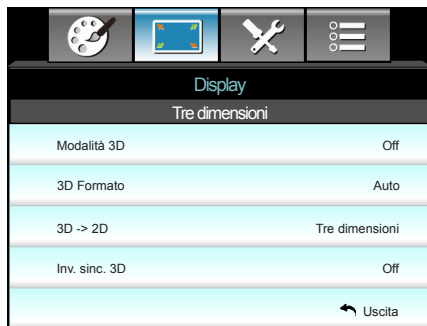 Display
Tre dimensioni
Modalità 3D Off
3D Formato Auto
3D -> 2D Tre dimensioni
Inv. sinc. 3D Off
Uscita